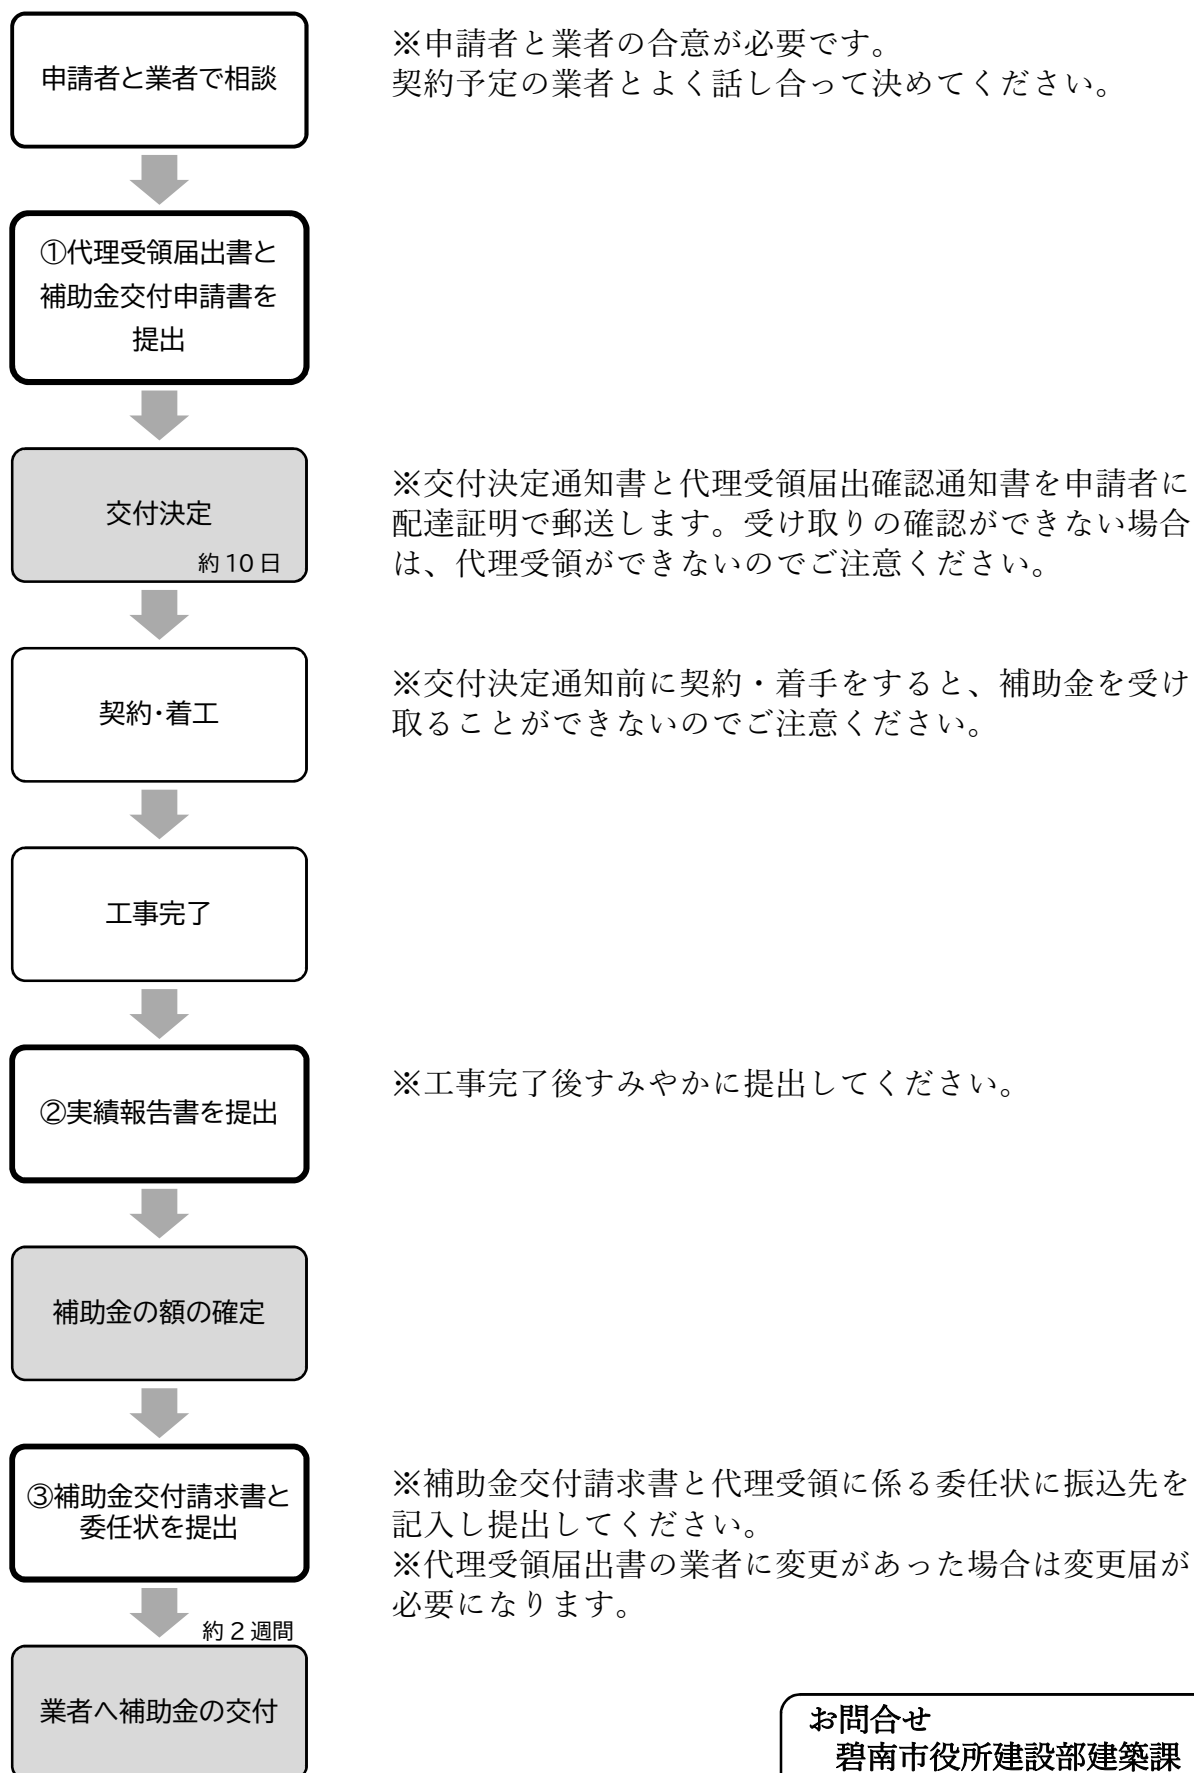 申請者と業者で相談
※申請者と業者の合意が必要です。
契約予定の業者とよく話し合って決めてください。
①代理受領届出書と
補助金交付申請書を
提出
交付決定
約10日
※交付決定通知書と代理受領届出確認通知書を申請者に
配達証明で郵送します。受け取りの確認ができない場合
は、代理受領ができないのでご注意ください。
契約・着工
※交付決定通知前に契約・着手をすると、補助金を受け
取ることができないのでご注意ください。
工事完了
②実績報告書を提出
※工事完了後すみやかに提出してください。
補助金の額の確定
③補助金交付請求書と
委任状を提出
※補助金交付請求書と代理受領に係る委任状に振込先を
記入し提出してください。
※代理受領届出書の業者に変更があった場合は変更届が
必要になります。
約2週間
業者へ補助金の交付
お問合せ
碧南市役所建設部建築課